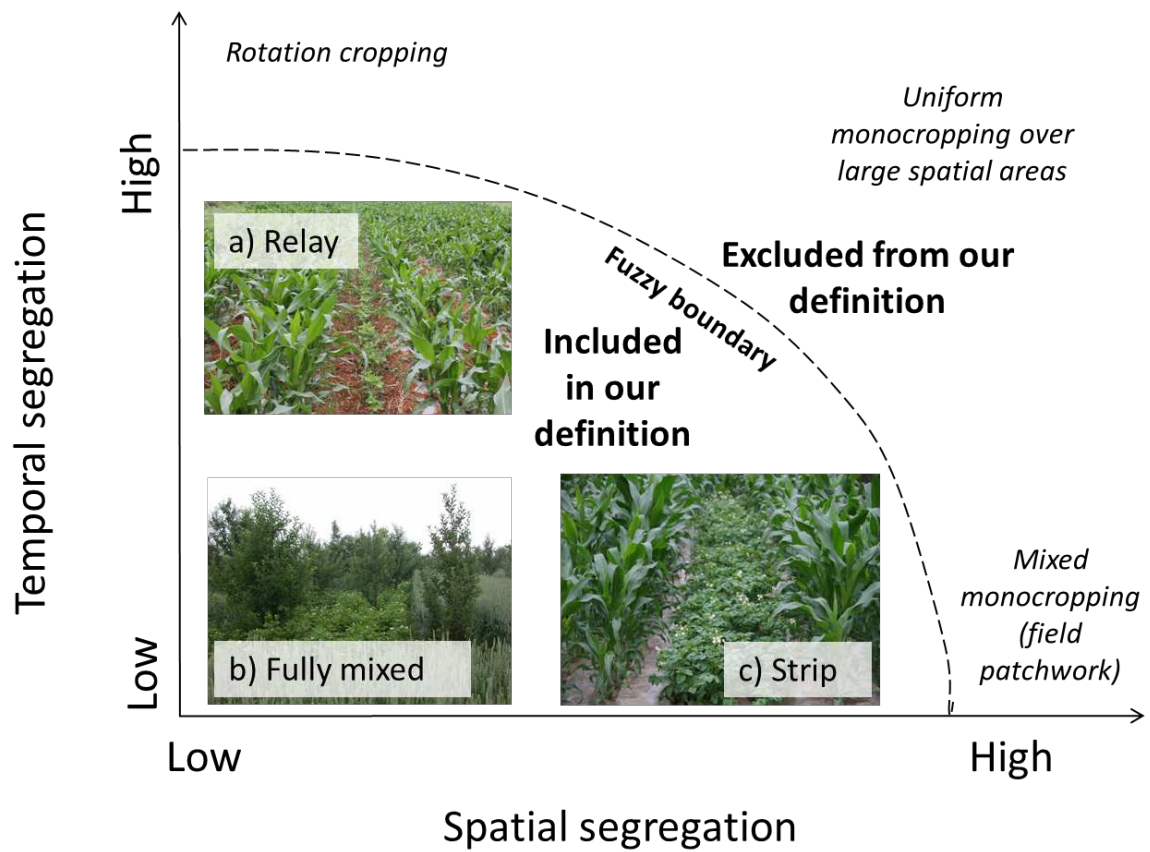 Rotation cropping
Uniform
monocropping over
large spatial areas
High
a) Relay
Fuzzy boundary
Excluded from our
definition
Included
in our
definition
Temporal segregation
Mixed
monocropping
(field
patchwork)
b) Fully mixed
c) Strip
Low
Low
High
Spatial segregation